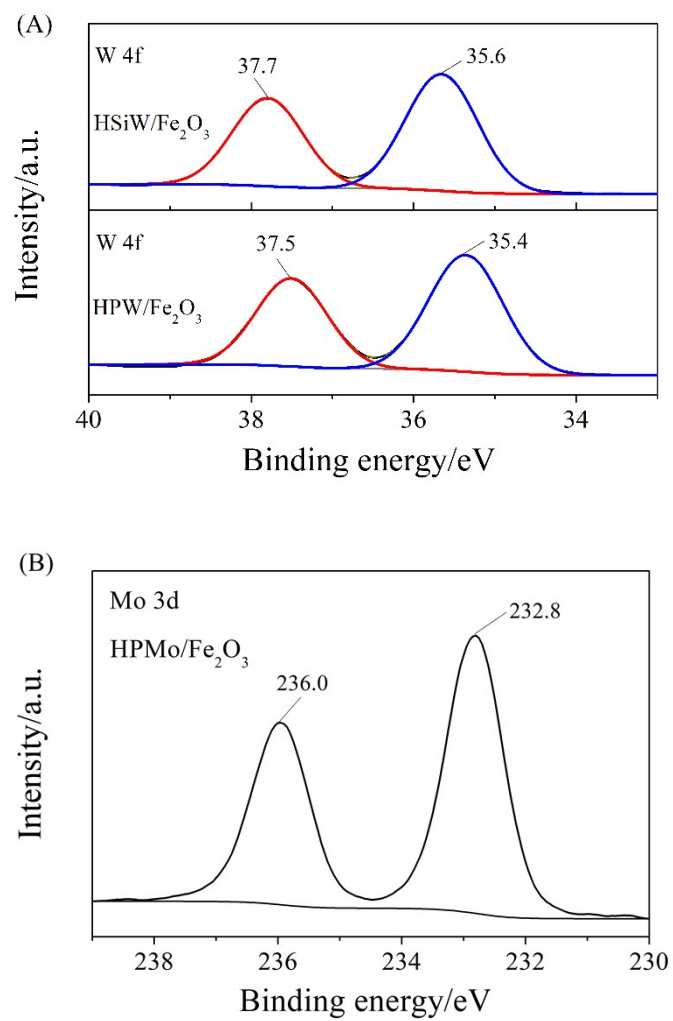 (A)
W 4f
37.7
35.6
HSiW/Fe₂O₃
W 4f
37.5
35.4
HPW/Fe₂O₃
Intensity/a.u.
40 38 36 34
Binding energy/eV
(B)
Mo 3d
232.8
HPMo/Fe₂O₃
236.0
Intensity/a.u.
238 236 234 232 230
Binding energy/eV